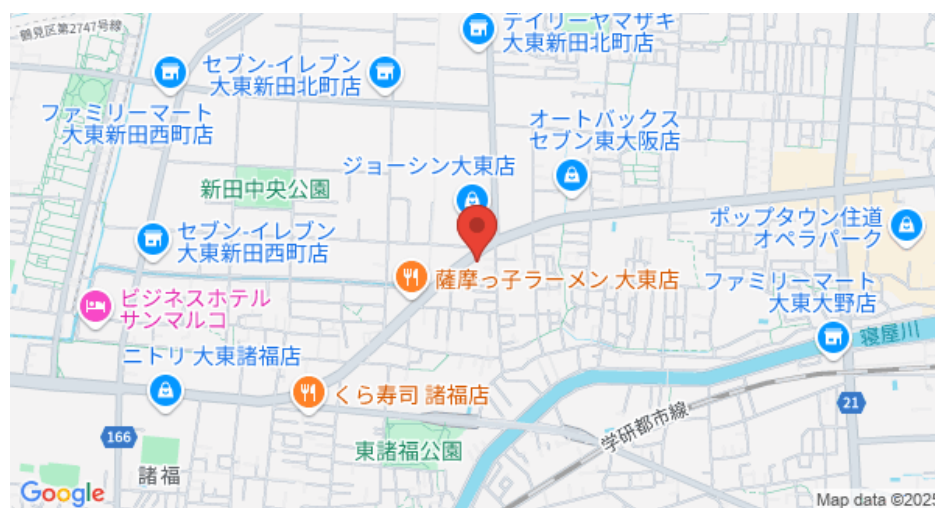 鶴見区第2747号線
デイリーヤマザキ
大東新田北町店
セブン-イレブン
大東新田北町店
ファミリーマート
大東新田西町店
オートバックス
セブン東大阪店
ジョーシン大東店
新田中央公園
ポップタウン住道
オペラパーク
セブン-イレブン
大東新田西町店
薩摩っ子ラーメン 大東店
ファミリーマート
大東大野店
ビジネスホテル
サンマルコ
寝屋川
ニトリ 大東諸福店
くら寿司 諸福店
21
学研都市線
166
東諸福公園
諸福
Google
Map data ©2025